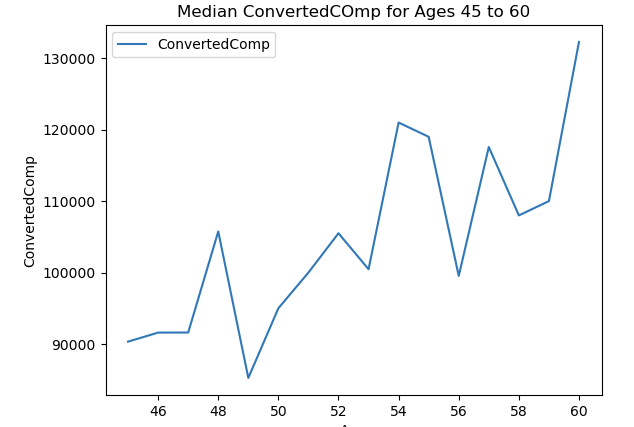 Median ConvertedCOmp for Ages 45 to 60
ConvertedComp
130000
120000
110000
100000
90000
ConvertedComp
46 48 50 52 54 56 58 60